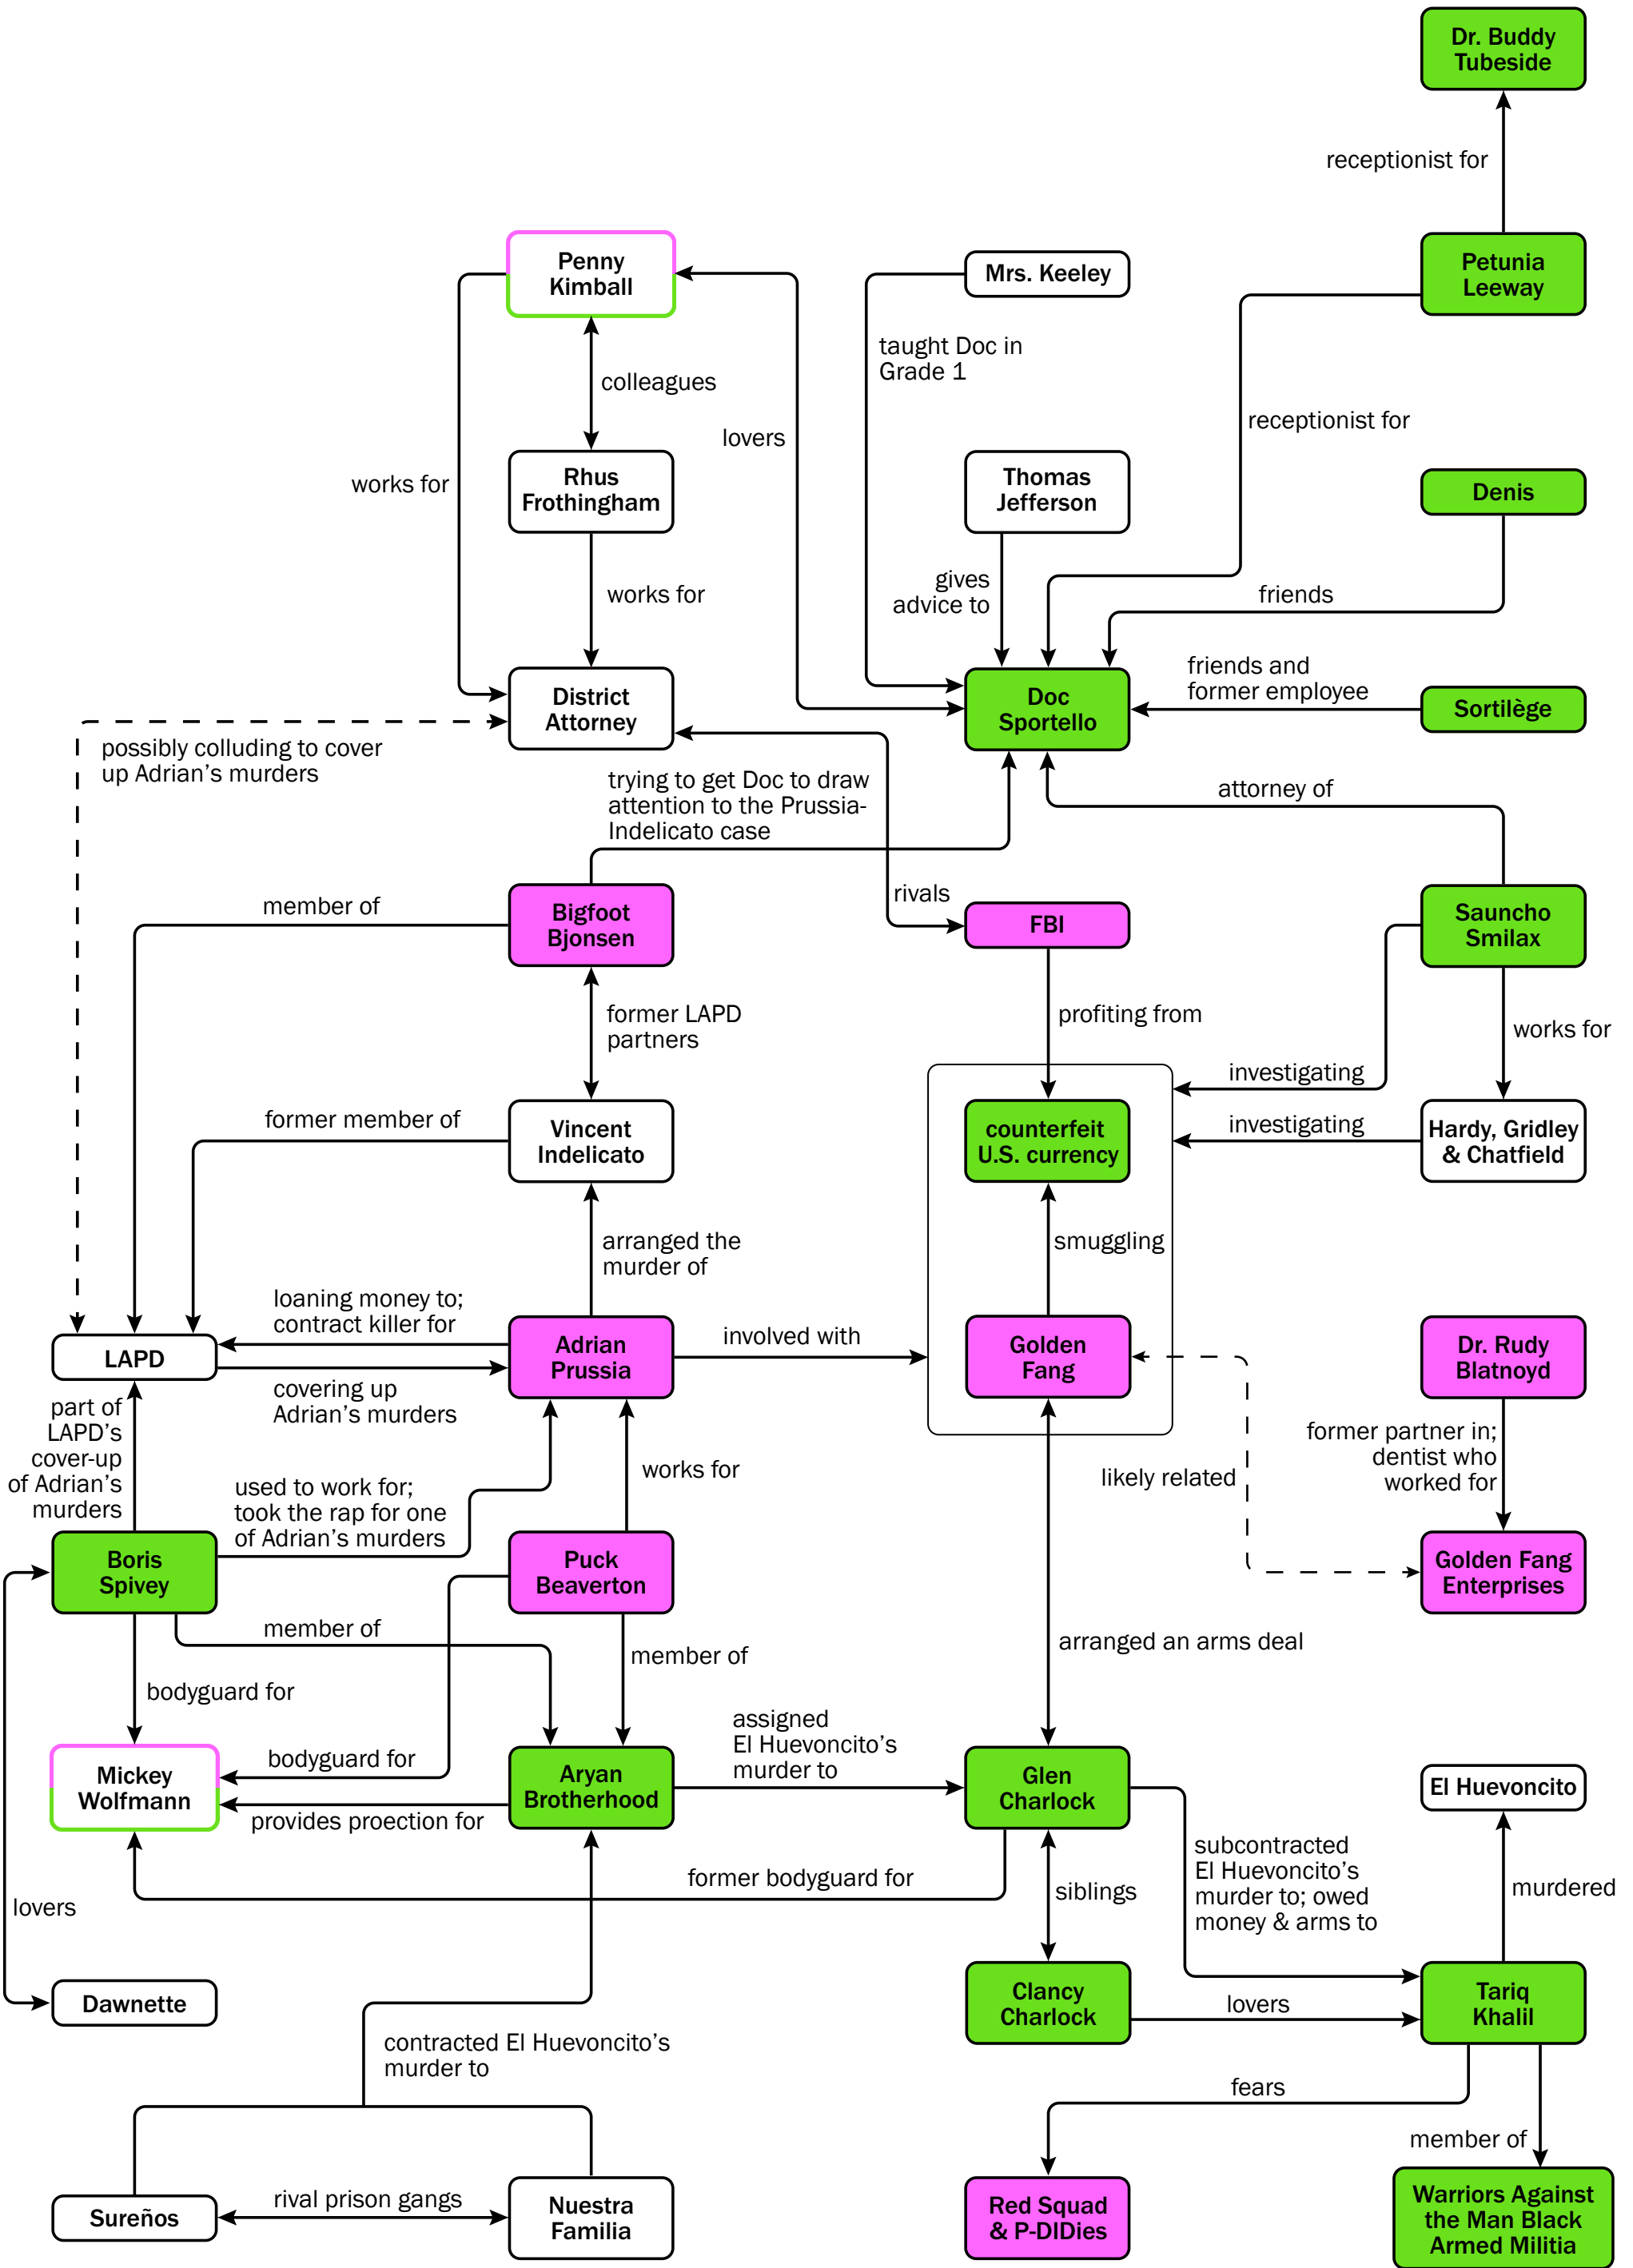 Dr. Buddy
Tubeside
receptionist for
Penny
Kimball
Mrs. Keeley
Petunia
Leeway
taught Doc in
Grade 1
colleagues
lovers
receptionist for
works for
Rhus
Frothingham
Thomas
Jefferson
Denis
gives
advice to
works for
friends
District
Attorney
Doc
Sportello
friends and
former employee
Sortilège
possibly colluding to cover
up Adrian’s murders
trying to get Doc to draw
attention to the Prussia-
Indelicato case
attorney of
member of
Bigfoot
Bjonsen
rivals
FBI
Sauncho
Smilax
former LAPD
partners
profiting from
works for
investigating
former member of
Vincent
Indelicato
counterfeit
U.S. currency
investigating
Hardy, Gridley
& Chatfield
arranged the
murder of
smuggling
loaning money to;
contract killer for
LAPD
Adrian
Prussia
involved with
Golden
Fang
Dr. Rudy
Blatnoyd
covering up
Adrian’s murders
part of
LAPD’s
cover-up
of Adrian’s
murders
used to work for;
took the rap for one
of Adrian’s murders
works for
likely related
former partner in;
dentist who
worked for
Boris
Spivey
Puck
Beaverton
Golden Fang
Enterprises
member of
member of
arranged an arms deal
bodyguard for
assigned
El Huevoncito’s
murder to
bodyguard for
Mickey
Wolfmann
Aryan
Brotherhood
Glen
Charlock
El Huevoncito
provides proection for
former bodyguard for
siblings
subcontracted
El Huevoncito’s
murder to; owed
money & arms to
murdered
lovers
Dawnette
Clancy
Charlock
lovers
Tariq
Khalil
contracted El Huevoncito’s
murder to
fears
member of
Sureños
rival prison gangs
Nuestra
Familia
Red Squad
& P-DIDies
Warriors Against
the Man Black
Armed Militia